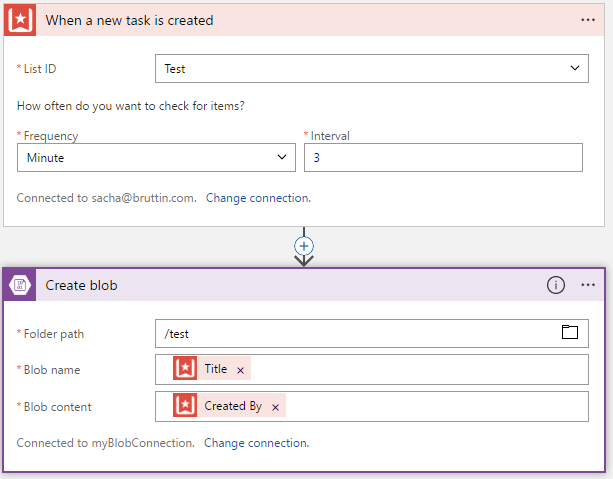 When a new task is created ...
* List ID Test
How often do you want to check for items?
* Frequency * Interval
Minute 3
Connected to sacha@bruttin.com. Change connection.
Create blob ...
* Folder path /test
* Blob name Title x
* Blob content Created By x
Connected to myBlobConnection. Change connection.